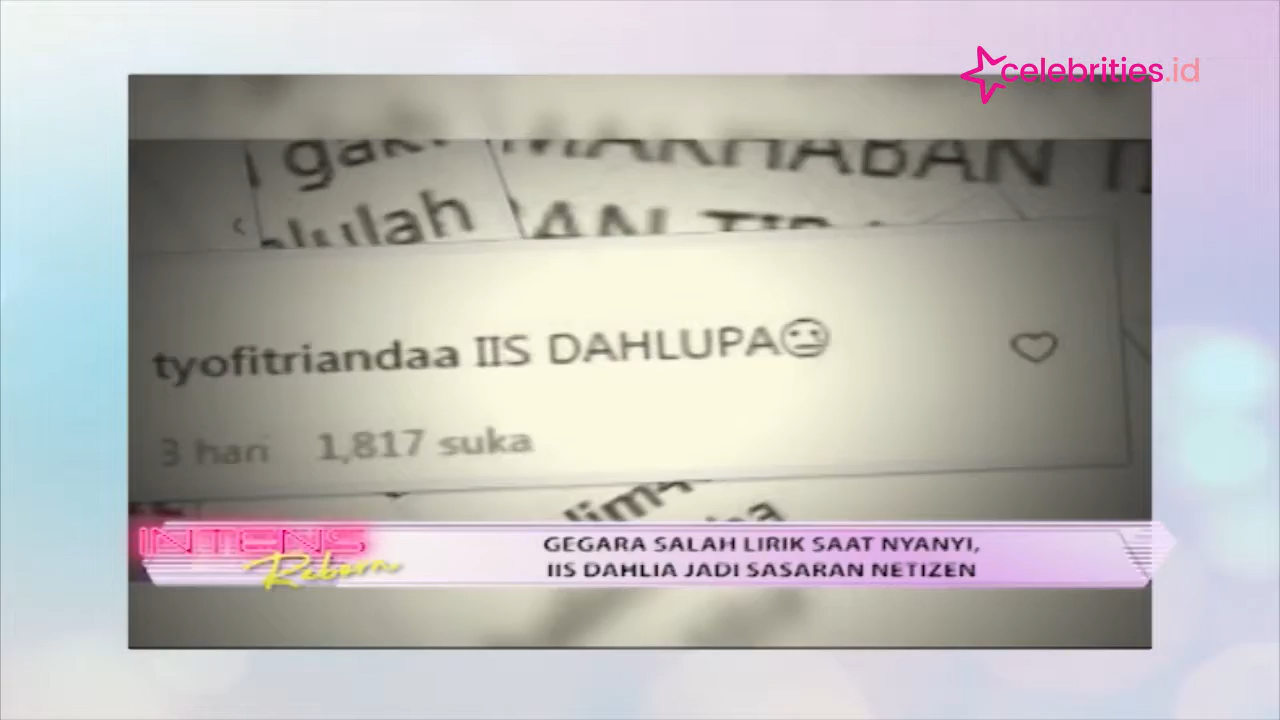 celebrities.id
MARHABAN
tyofitriandaa IIS DAHLUPA😐
3 hari 1,817 suka
INTENS
Reborn
GEGARA SALAH LIRIK SAAT NYANYI,
IIS DAHLIA JADI SASARAN NETIZEN